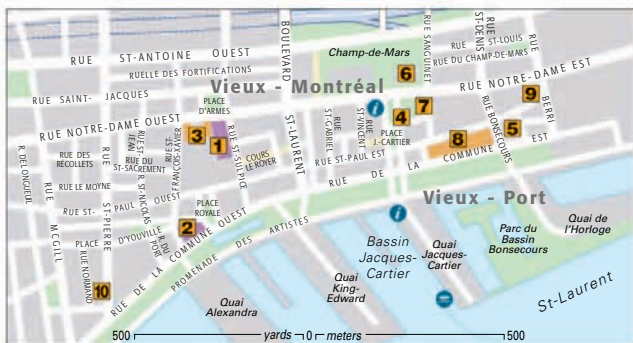 BOULEVARD
ST-LAURENT
RUE ST-ANTOINE OUEST
RUELLE DES FORTIFICATIONS
Champ-de-Mars
RUE SANGUINET
RUE ST-DENIS
ST-LOUIS
RUE DU CHAMP-DE-MARS
Vieux - Montréal
RUE SAINT- JACQUES
PLACE D'ARMES
6
RUE NOTRE-DAME EST
7
9
i
4
RUE NOTRE-DAME OUEST
3
1
RUE ST-SULPICE
RUE ST-GABRIEL
RUE ST-VINCENT
PLACE J.-CARTIER
8
RUE BONSECOURS
5
BERRI
R. DE LONGUEUIL
RUE DES RÉCOLLETS
RUE ST-JEAN
RUE DU ST-SACREMENT
RUE ST-FRANÇOIS-XAVIER
COURS LE ROYER
RUE ST-PAUL EST
RUE DE LA COMMUNE EST
RUE LE MOYNE
R. ST-NICOLAS
PLACE ROYALE
Vieux - Port
RUE ST- PAUL OUEST
RUE MCGILL
RUE ST-PIERRE
2
i
PLACE D'YOUVILLE
R. DU PORT
RUE NORMAND
10
RUE DE LA COMMUNE OUEST
PROMENADE DES ARTISTES
Bassin Jacques-Cartier
Quai Jacques-Cartier
Parc du Bassin Bonsecours
Quai de l'Horloge
Quai Alexandra
Quai King-Edward
St-Laurent
500 yards 0 meters 500